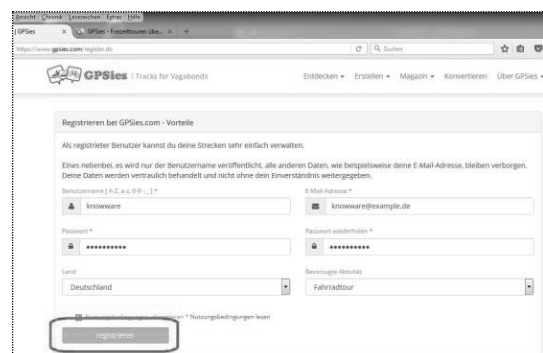 Ansicht Chronik Lesezeichen Extras Hilfe
| GPSies × GPSies - Freizeittouren übe... × +
https://www.gpsies.com/register.do Suchen
GPSies | Tracks for Vagabonds Entdecken Erstellen Magazin Konvertieren Über GPSies
Registrieren bei GPSies.com - Vorteile
Als registrierter Benutzer kannst du deine Strecken sehr einfach verwalten.
Eines nebenbei, es wird nur der Benutzername veröffentlicht, alle anderen Daten, wie beispielsweise deine E-Mail-Adresse, bleiben verborgen.
Deine Daten werden vertraulich behandelt und nicht ohne dein Einverständnis weitergegeben.
Benutzername [ A-Z, a-z, 0-9 - _ ] * E-Mail-Adresse *
knowware knowware@example.de
Passwort * Passwort wiederholen *
Land Bevorzugte Aktivität
Deutschland Fahrradtour
Nutzungsbedingungen akzeptieren * Nutzungsbedingungen lesen
registrieren